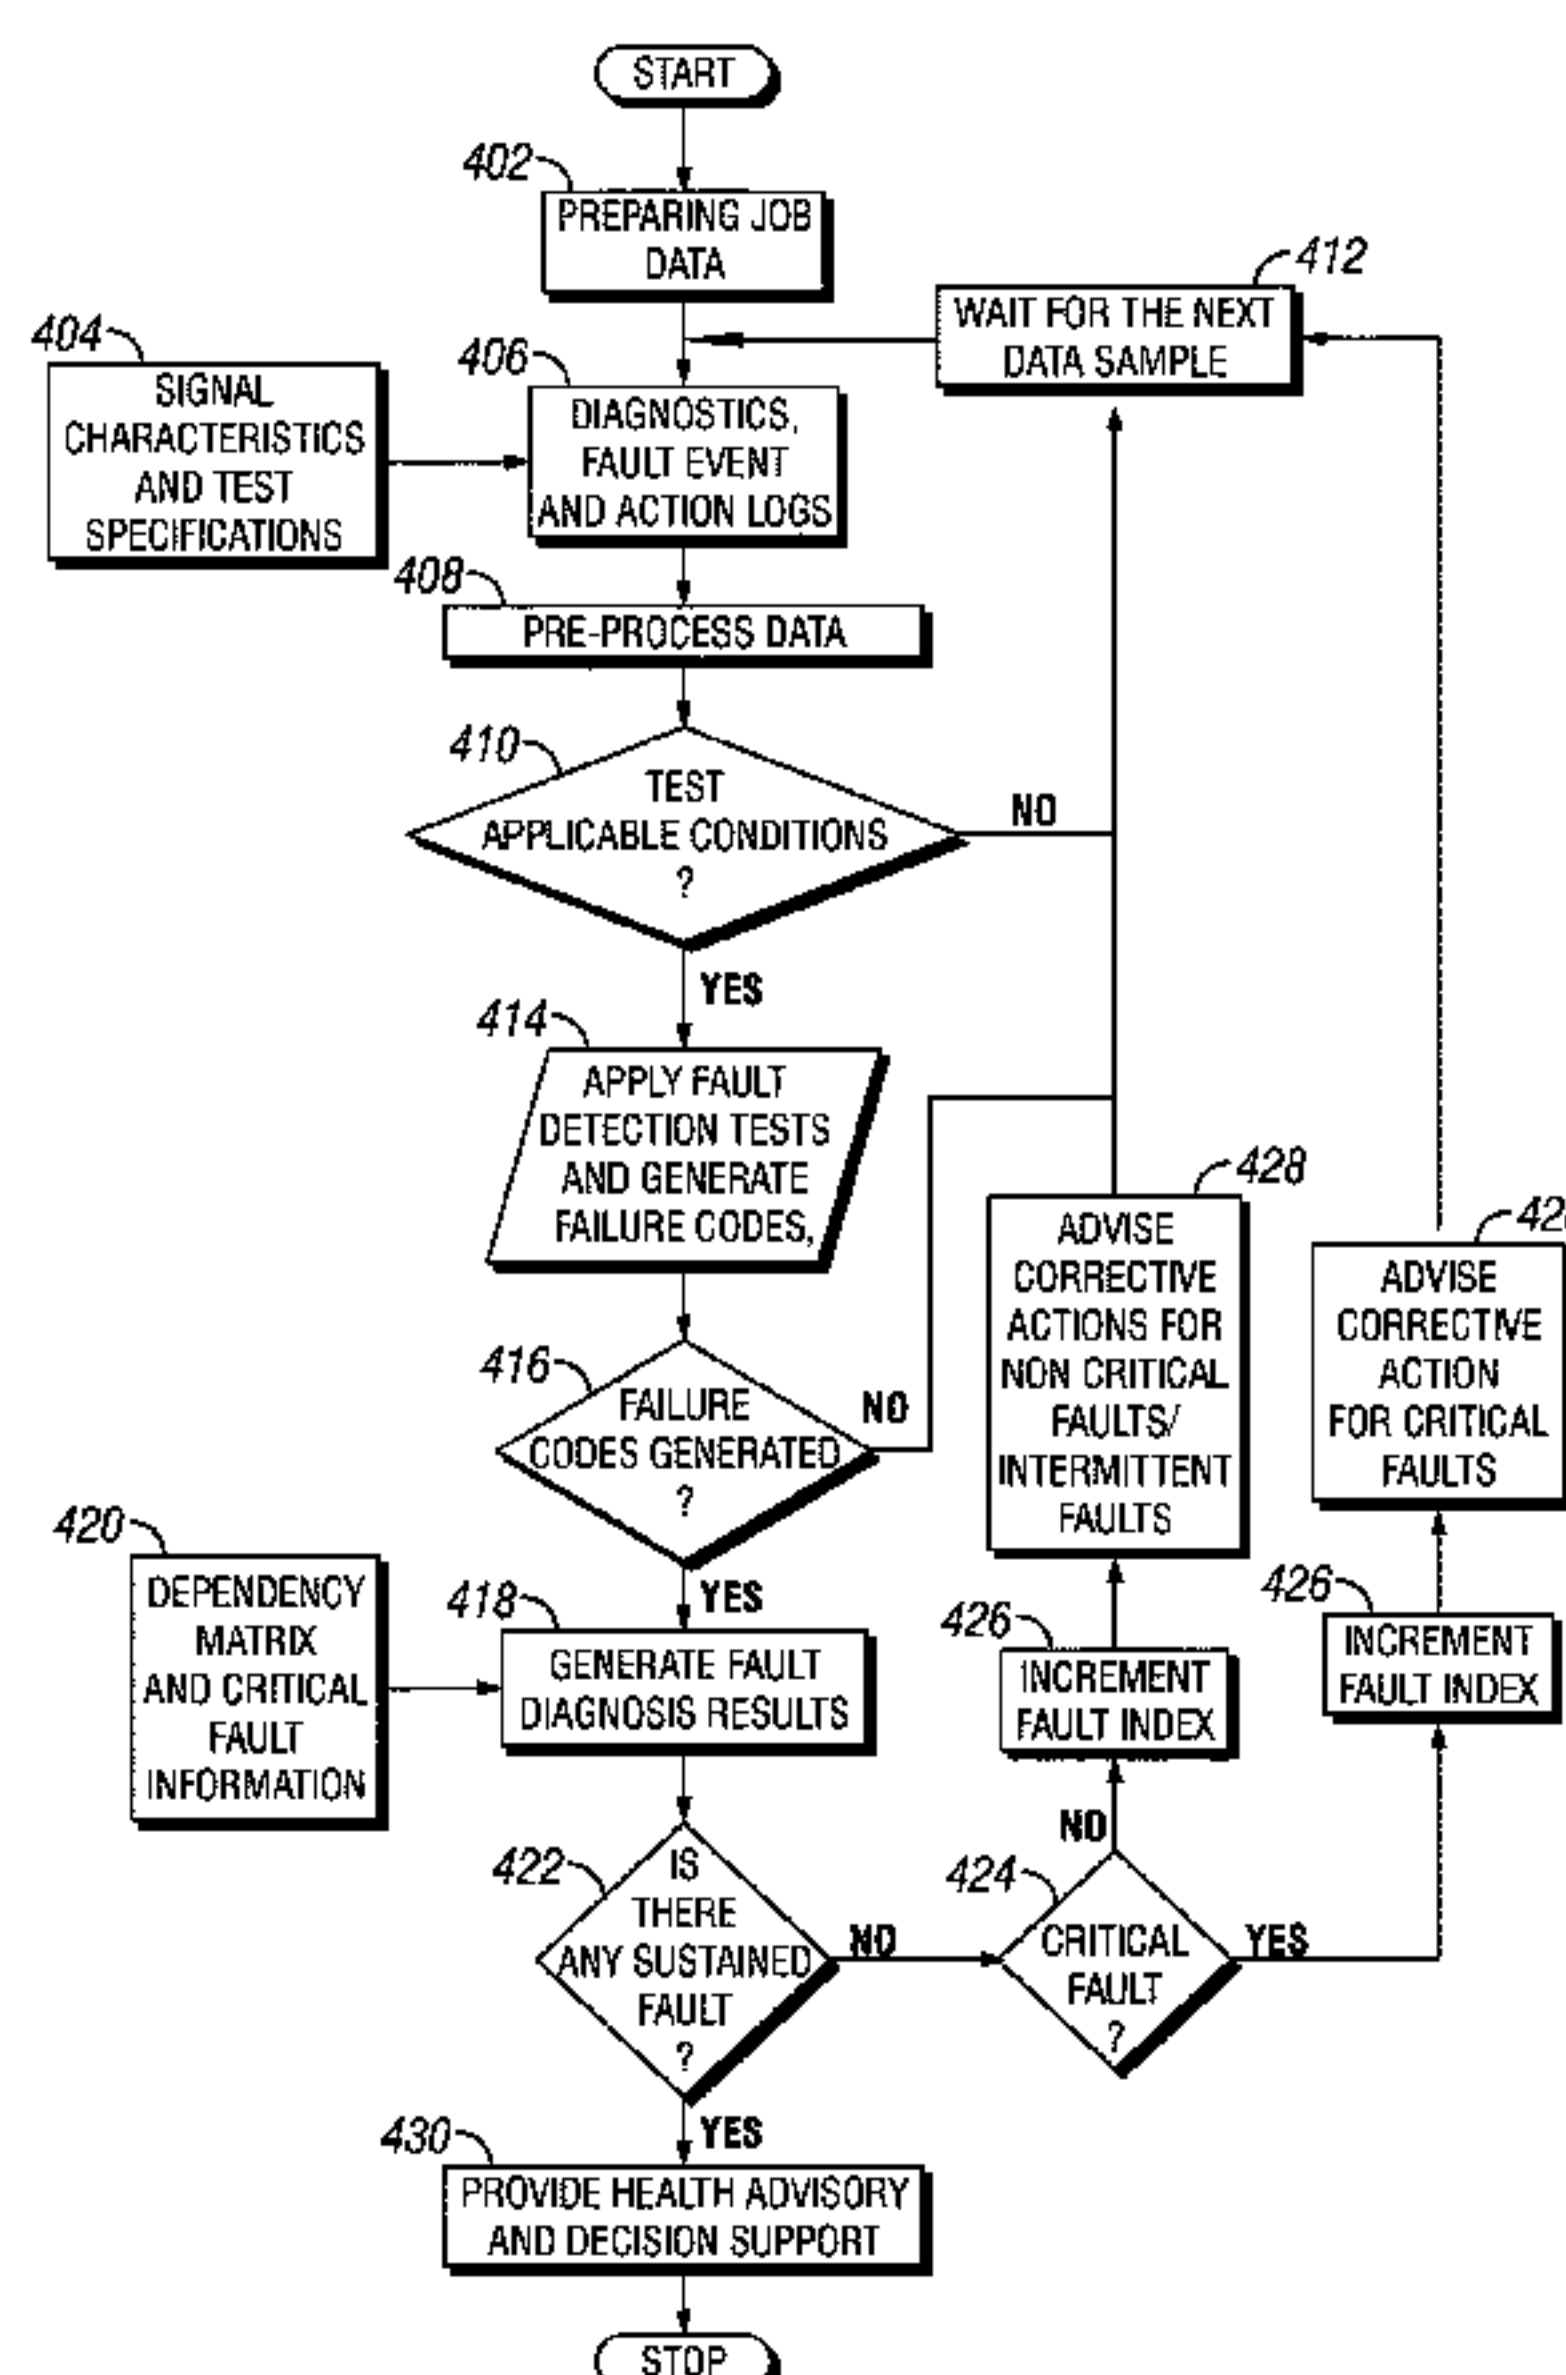 START
402
PREPARING JOB
DATA
412
WAIT FOR THE NEXT
DATA SAMPLE
404
SIGNAL
CHARACTERISTICS
AND TEST
SPECIFICATIONS
406
DIAGNOSTICS,
FAULT EVENT
AND ACTION LOGS
408
PRE-PROCESS DATA
410
TEST
APPLICABLE CONDITIONS
?
NO
YES
414
APPLY FAULT
DETECTION TESTS
AND GENERATE
FAILURE CODES,
416
FAILURE
CODES GENERATED
?
NO
YES
428
ADVISE
CORRECTIVE
ACTIONS FOR
NON CRITICAL
FAULTS/
INTERMITTENT
FAULTS
ADVISE
CORRECTIVE
ACTION
FOR CRITICAL
FAULTS
420
DEPENDENCY
MATRIX
AND CRITICAL
FAULT
INFORMATION
418
GENERATE FAULT
DIAGNOSIS RESULTS
426
INCREMENT
FAULT INDEX
426
INCREMENT
FAULT INDEX
422
IS
THERE
ANY SUSTAINED
FAULT
?
NO
YES
424
CRITICAL
FAULT
?
NO
YES
430
PROVIDE HEALTH ADVISORY
AND DECISION SUPPORT
STOP